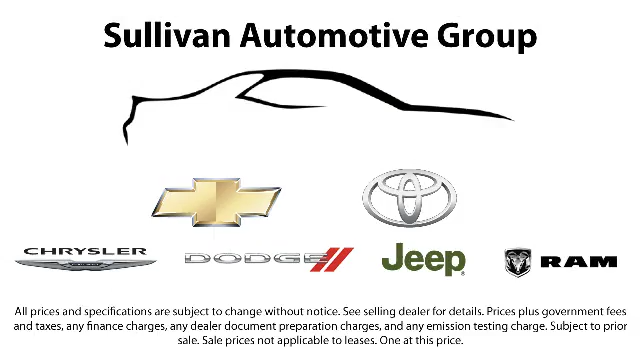 Sullivan Automotive Group
CHRYSLER DODGE Jeep RAM
All prices and specifications are subject to change without notice. See selling dealer for details. Prices plus government fees
and taxes, any finance charges, any dealer document preparation charges, and any emission testing charge. Subject to prior
sale. Sale prices not applicable to leases. One at this price.